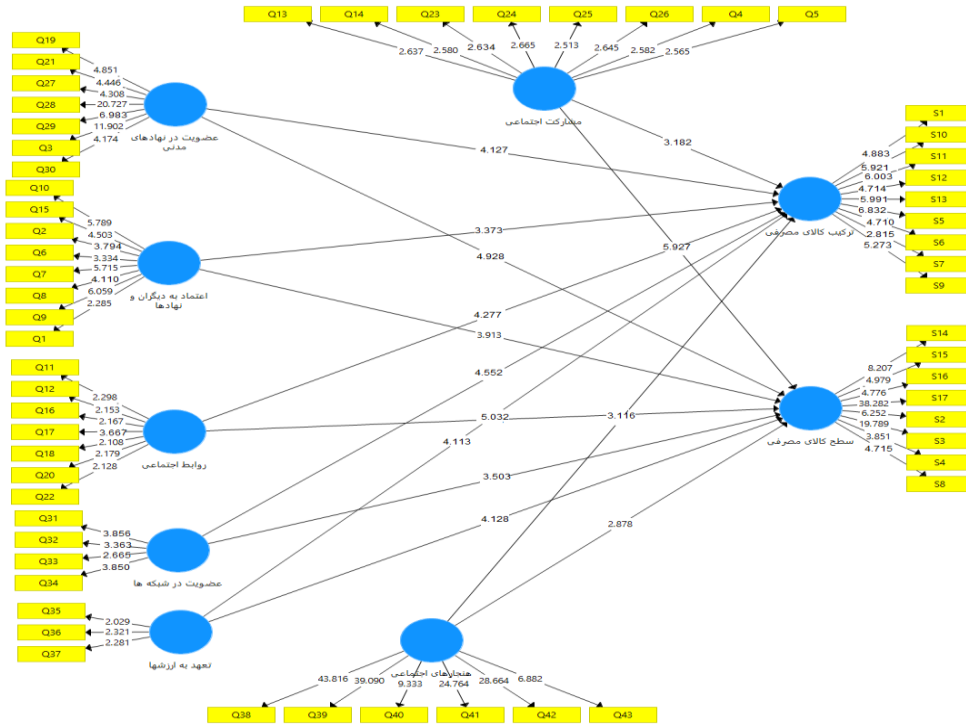 Q13
Q14
Q23
Q24
Q25
Q26
Q4
Q5
2.637
2.580
2.634
2.665
2.513
2.645
2.582
2.565
مشارکت اجتماعی
Q19
Q21
Q27
Q28
Q29
Q3
Q30
4.851
4.446
4.308
20.727
6.983
11.902
4.174
عضویت در نهادهای
مدنی
Q10
Q15
Q2
Q6
Q7
Q8
Q9
Q1
5.789
4.503
3.794
3.334
5.715
4.110
6.059
2.285
اعتماد به دیگران و
نهادها
Q11
Q12
Q16
Q17
Q18
Q20
Q22
2.298
2.153
2.167
3.667
2.108
2.179
2.128
روابط اجتماعی
Q31
Q32
Q33
Q34
3.856
3.363
2.665
3.850
عضویت در شبکه ها
Q35
Q36
Q37
2.029
2.321
2.281
تعهد به ارزشها
3.182
4.127
3.373
5.927
4.928
4.277
3.913
4.552
5.032
3.116
4.113
3.503
4.128
2.878
S1
S10
S11
S12
S13
S5
S6
S7
S9
4.883
5.921
6.003
4.714
5.991
6.832
4.710
2.815
5.273
ترکیب کالای مصرفی
S14
S15
S16
S17
S2
S3
S4
S8
8.207
4.979
4.776
38.282
6.252
19.789
3.851
4.715
سطح کالای مصرفی
هنجارهای اجتماعی
43.816
39.090
9.333
24.764
28.664
6.882
Q38
Q39
Q40
Q41
Q42
Q43